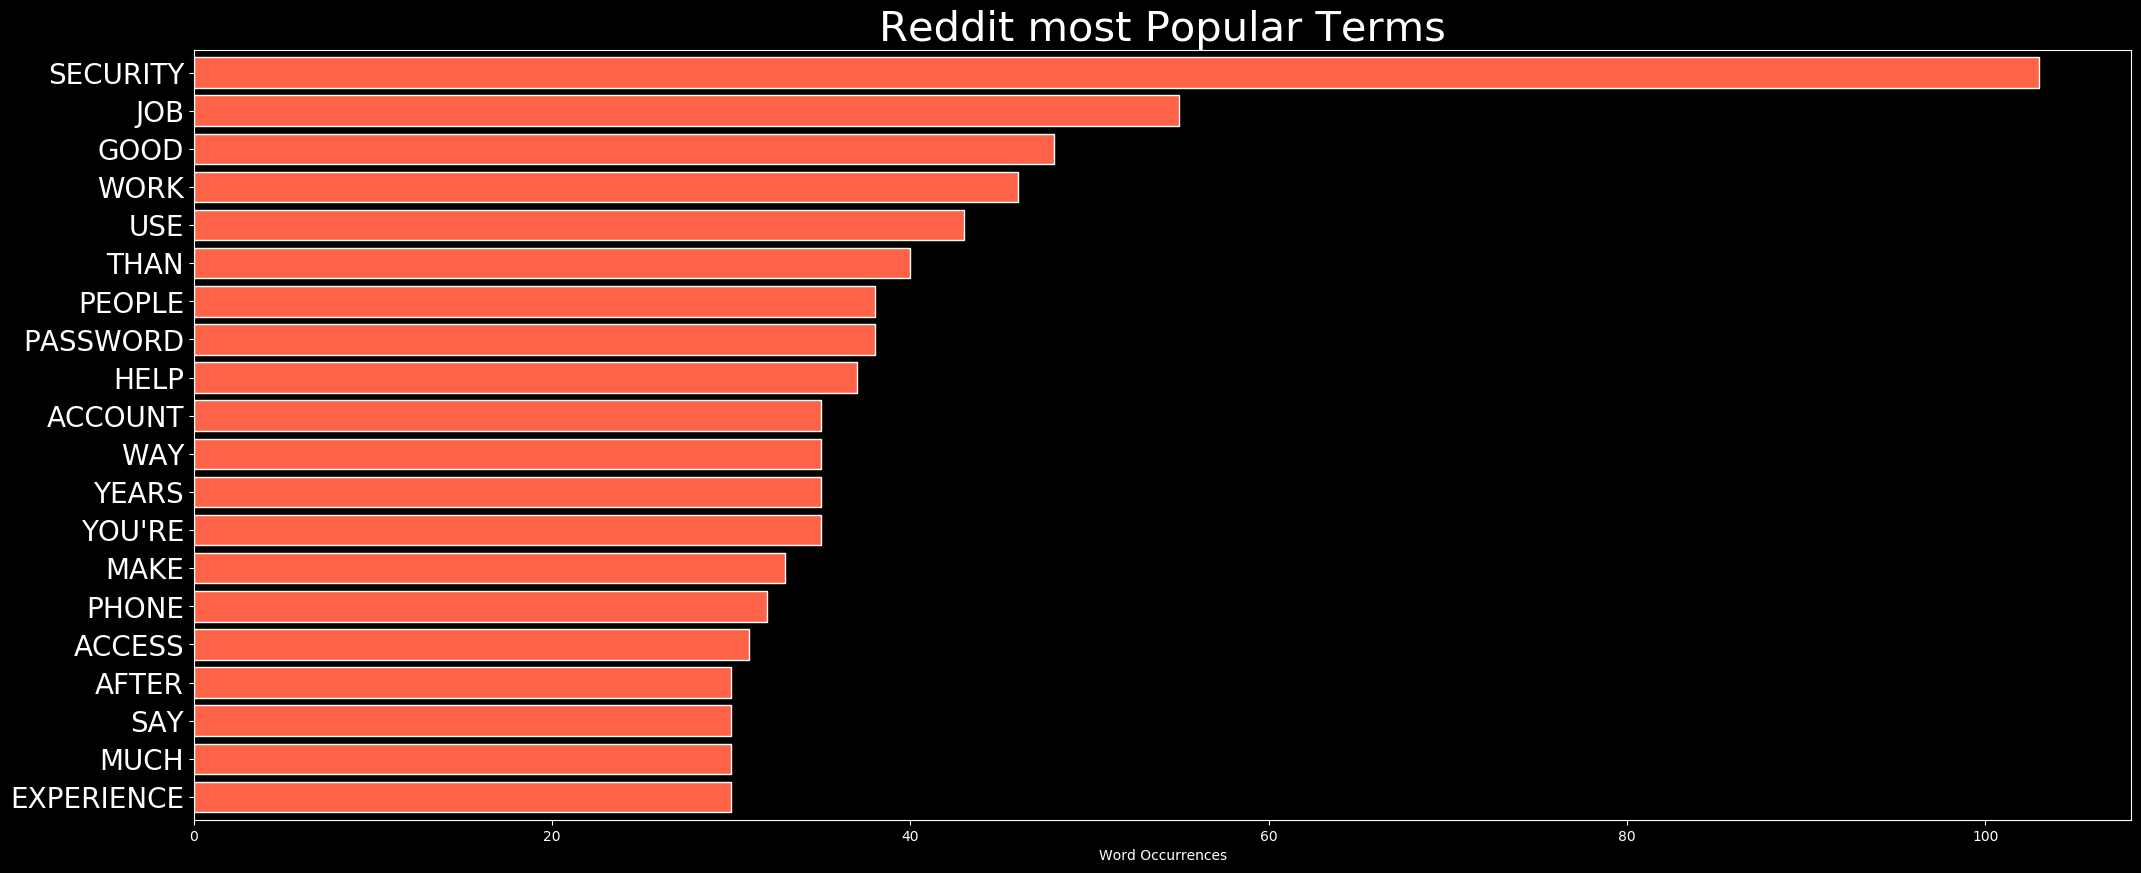 Reddit most Popular Terms
SECURITY
JOB
GOOD
WORK
USE
THAN
PEOPLE
PASSWORD
HELP
ACCOUNT
WAY
YEARS
YOU'RE
MAKE
PHONE
ACCESS
AFTER
SAY
MUCH
EXPERIENCE
0 20 40 60 80 100
Word Occurrences